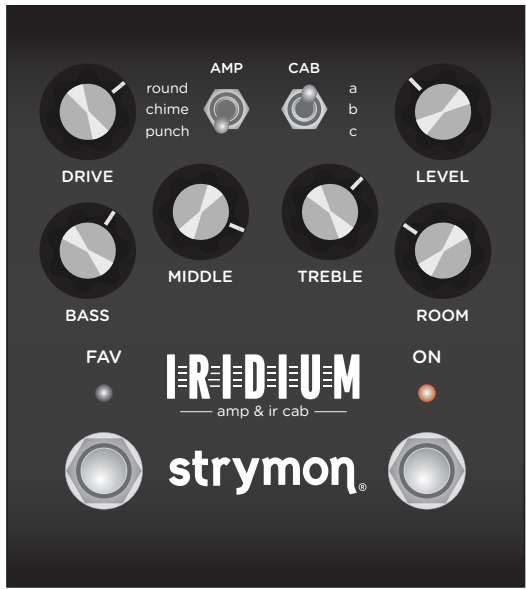 AMP CAB
round a
chime b
punch c
DRIVE LEVEL
MIDDLE TREBLE
BASS ROOM
FAV ON
IRIDIUM
amp & ir cab
strymon®